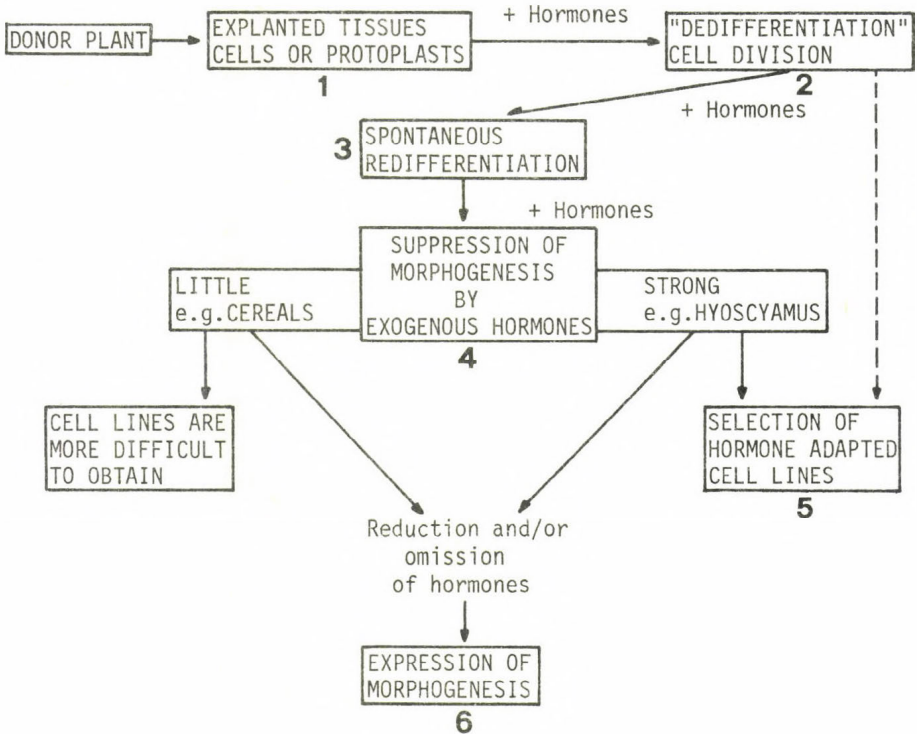 + Hormones
DONOR PLANT
EXPLANTED TISSUES
CELLS OR PROTOPLASTS
1
"DEDIFFERENTIATION"
CELL DIVISION
2
+ Hormones
3
SPONTANEOUS
REDIFFERENTIATION
+ Hormones
SUPPRESSION OF
MORPHOGENESIS
BY
EXOGENOUS HORMONES
4
LITTLE
e.g.CEREALS
STRONG
e.g.HYOSCYAMUS
CELL LINES ARE
MORE DIFFICULT
TO OBTAIN
SELECTION OF
HORMONE ADAPTED
CELL LINES
5
Reduction and/or
omission
of hormones
EXPRESSION OF
MORPHOGENESIS
6